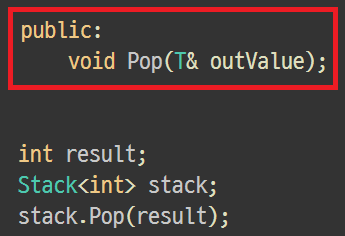 public:
void Pop(T& outValue);
int result;
Stack<int> stack;
stack.Pop(result);